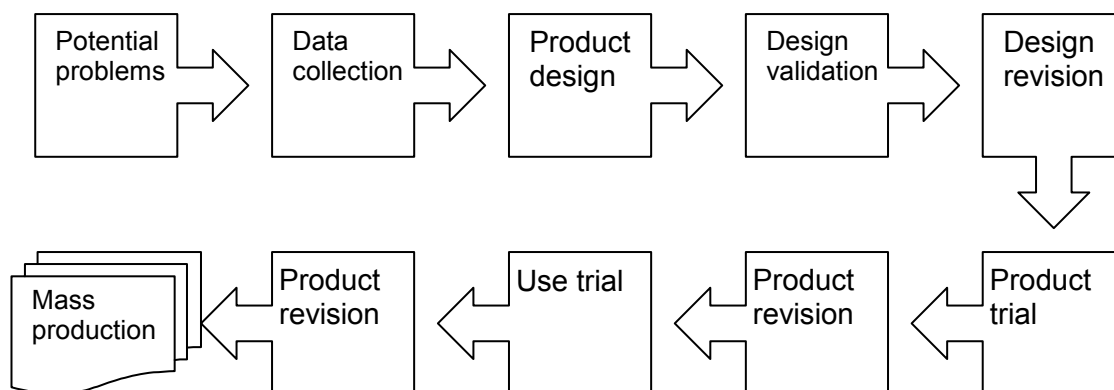 Potential
problems
Data
collection
Product
design
Design
validation
Design
revision
Product
trial
Product
revision
Use trial
Product
revision
Mass
production